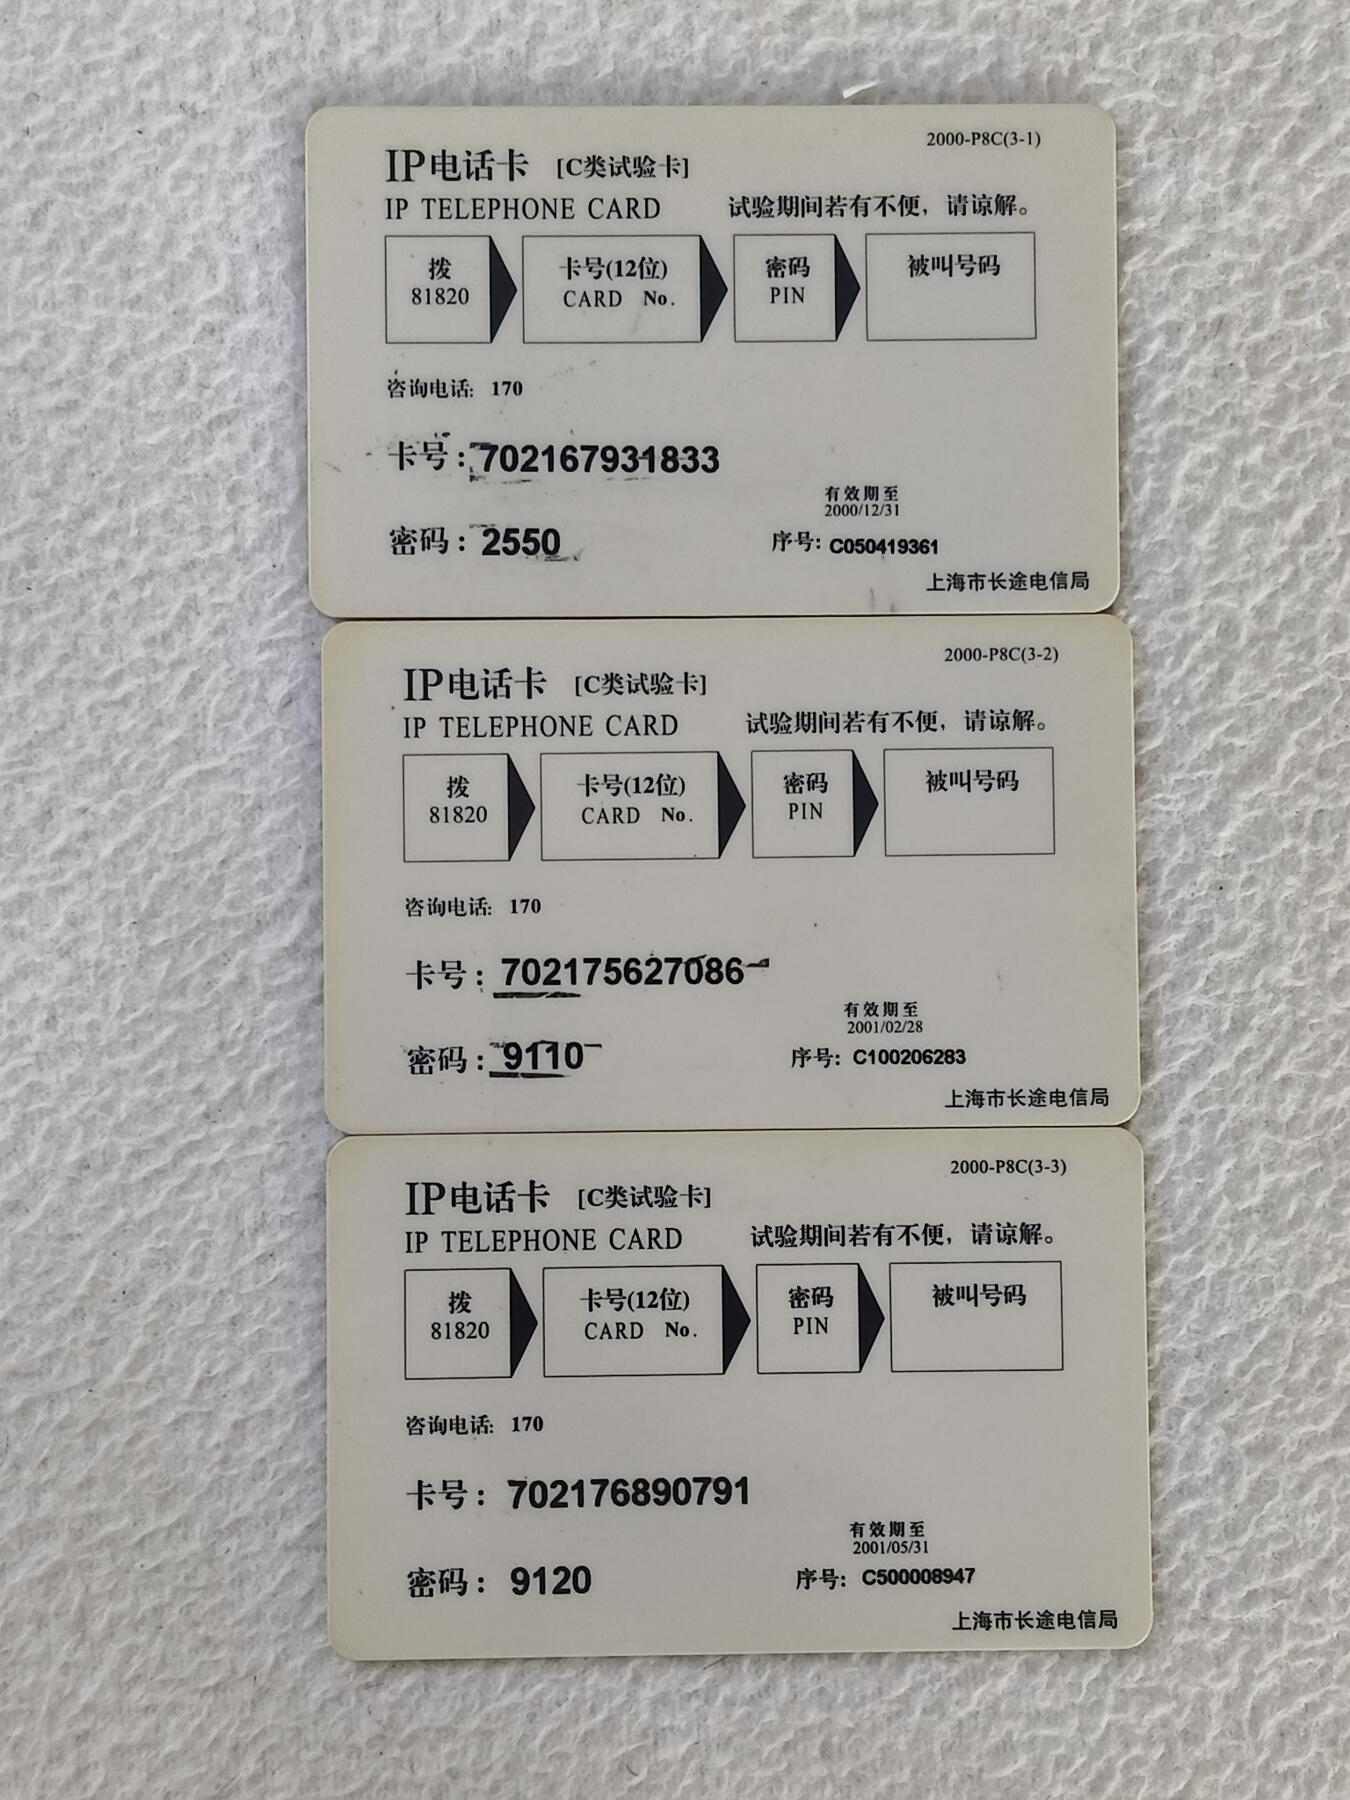 2000-P8C(3-1)
IP电话卡 [C类试验卡]
IP TELEPHONE CARD 试验期间若有不便，请谅解。
拨 卡号(12位) 密码 被叫号码
81820 CARD No. PIN
咨询电话: 170
卡号: 702167931833
有效期至
2000/12/31
密码: 2550 序号: C050419361
上海市长途电信局
2000-P8C(3-2)
IP电话卡 [C类试验卡]
IP TELEPHONE CARD 试验期间若有不便，请谅解。
拨 卡号(12位) 密码 被叫号码
81820 CARD No. PIN
咨询电话: 170
卡号: 702175627086
有效期至
2001/02/28
密码: 9110 序号: C100206283
上海市长途电信局
2000-P8C(3-3)
IP电话卡 [C类试验卡]
IP TELEPHONE CARD 试验期间若有不便，请谅解。
拨 卡号(12位) 密码 被叫号码
81820 CARD No. PIN
咨询电话: 170
卡号: 702176890791
有效期至
2001/05/31
密码: 9120 序号: C500008947
上海市长途电信局